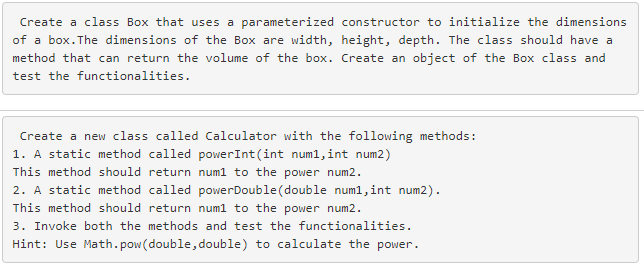 Create a class Box that uses a parameterized constructor to initialize the dimensions
of a box.The dimensions of the Box are width, height, depth. The class should have a
method that can return the volume of the box. Create an object of the Box class and
test the functionalities.
Create a new class called Calculator with the following methods:
1. A static method called powerInt(int num1,int num2)
This method should return num1 to the power num2.
2. A static method called powerDouble(double num1,int num2).
This method should return num1 to the power num2.
3. Invoke both the methods and test the functionalities.
Hint: Use Math.pow(double,double) to calculate the power.